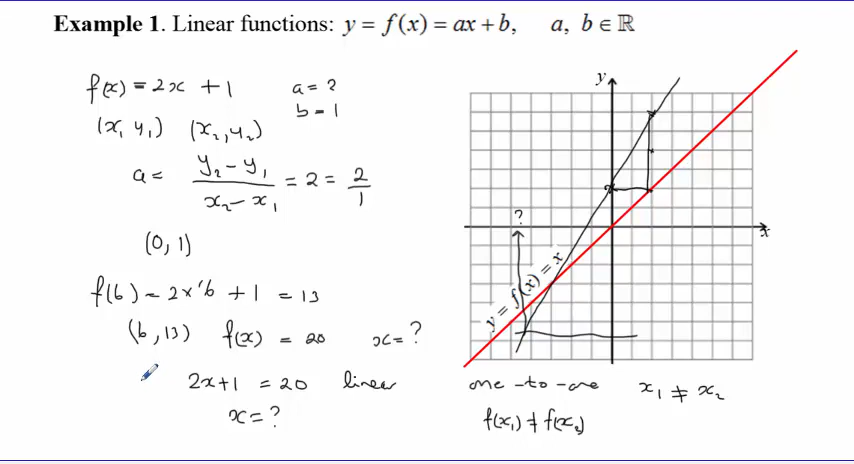 Example 1. Linear functions: y = f(x) = ax + b,    a, b ∈ ℝ
f(x) = 2x + 1    a = ?
b = 1
(x, y₁)  (x₂, y₂)
a = (y₂ − y₁)/(x₂ − x₁) = 2 = 2/1
(0, 1)
f(6) = 2×6 + 1 = 13
(6, 13)  f(x) = 20    x = ?
2x+1 = 20  linear
x = ?
y
x
?
y = f(x) = x
one-to-one    x₁ ≠ x₂
f(x₁) ≠ f(x₂)